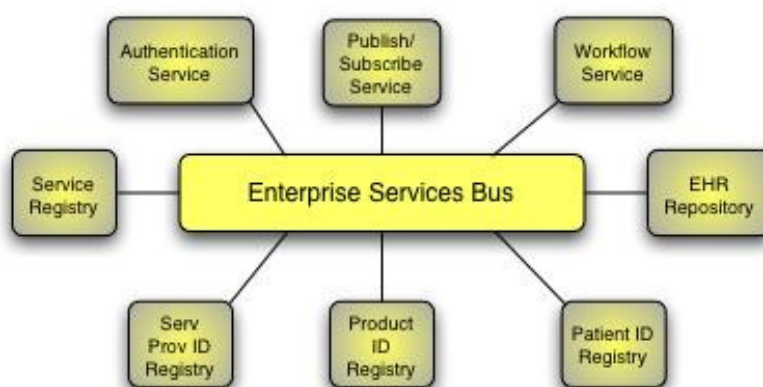 Authentication
Service
Publish/
Subscribe
Service
Workflow
Service
Service
Registry
Enterprise Services Bus
EHR
Repository
Serv
Prov ID
Registry
Product
ID
Registry
Patient ID
Registry